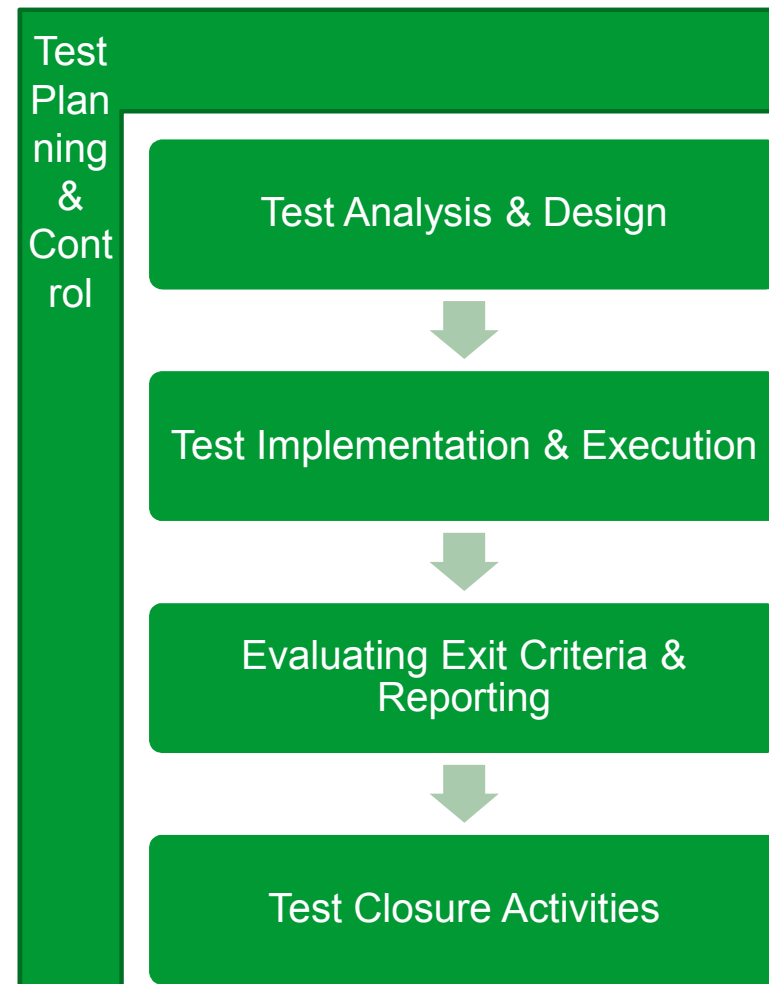 Test
Plan
ning
&
Cont
rol
Test Analysis & Design
Test Implementation & Execution
Evaluating Exit Criteria &
Reporting
Test Closure Activities